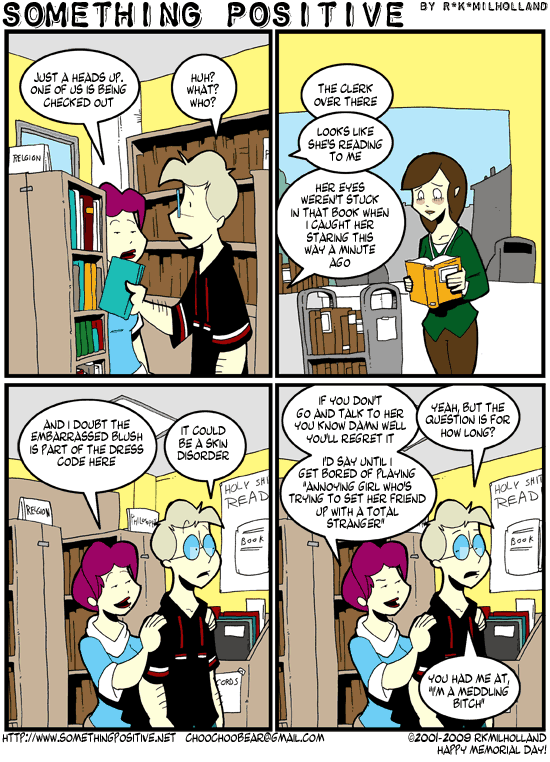 SOMETHING POSITIVE
BY R*K*MILHOLLAND
JUST A HEADS UP.
ONE OF US IS BEING
CHECKED OUT
HUH?
WHAT?
WHO?
RELGION
THE CLERK
OVER THERE
LOOKS LIKE
SHE'S READING
TO ME
HER EYES
WEREN'T STUCK
IN THAT BOOK WHEN
I CAUGHT HER
STARING THIS
WAY A MINUTE
AGO
AND I DOUBT THE
EMBARRASSED BLUSH
IS PART OF THE DRESS
CODE HERE
IT COULD
BE A SKIN
DISORDER
RELGION
PHILOSOPH
HOLY SHIT
READ
BOOK
CORDS
IF YOU DON'T
GO AND TALK TO HER
YOU KNOW DAMN WELL
YOU'LL REGRET IT
YEAH, BUT THE
QUESTION IS FOR
HOW LONG?
I'D SAY UNTIL I
GET BORED OF PLAYING
"ANNOYING GIRL WHO'S
TRYING TO SET HER FRIEND
UP WITH A TOTAL
STRANGER"
HOLY SHI
READ
BOOK
YOU HAD ME AT,
"I'M A MEDDLING
BITCH"
HTTP://WWW.SOMETHINGPOSITIVE.NET CHOOCHOOBEAR@GMAIL.COM
©2001-2009 RKMILHOLLAND
HAPPY MEMORIAL DAY!